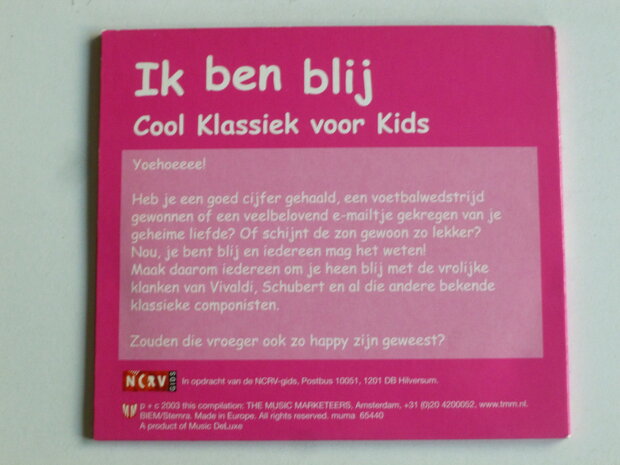 Ik ben blij
Cool Klassiek voor Kids
Yoehoeeee!
Heb je een goed cijfer gehaald, een voetbalwedstrijd
gewonnen of een veelbelovend e-mailtje gekregen van je
geheime liefde? Of schijnt de zon gewoon zo lekker?
Nou, je bent blij en iedereen mag het weten!
Maak daarom iedereen om je heen blij met de vrolijke
klanken van Vivaldi, Schubert en al die andere bekende
klassieke componisten.
Zouden die vroeger ook zo happy zijn geweest?
NCRV GIDS In opdracht van de NCRV-gids, Postbus 10051, 1201 DB Hilversum.
p + c 2003 this compilation: THE MUSIC MARKETEERS, Amsterdam, +31 (0)20 4200052. www.tmm.nl.
BIEM/Stemra. Made in Europe. All rights reserved. muma 65440
A product of Music DeLuxe